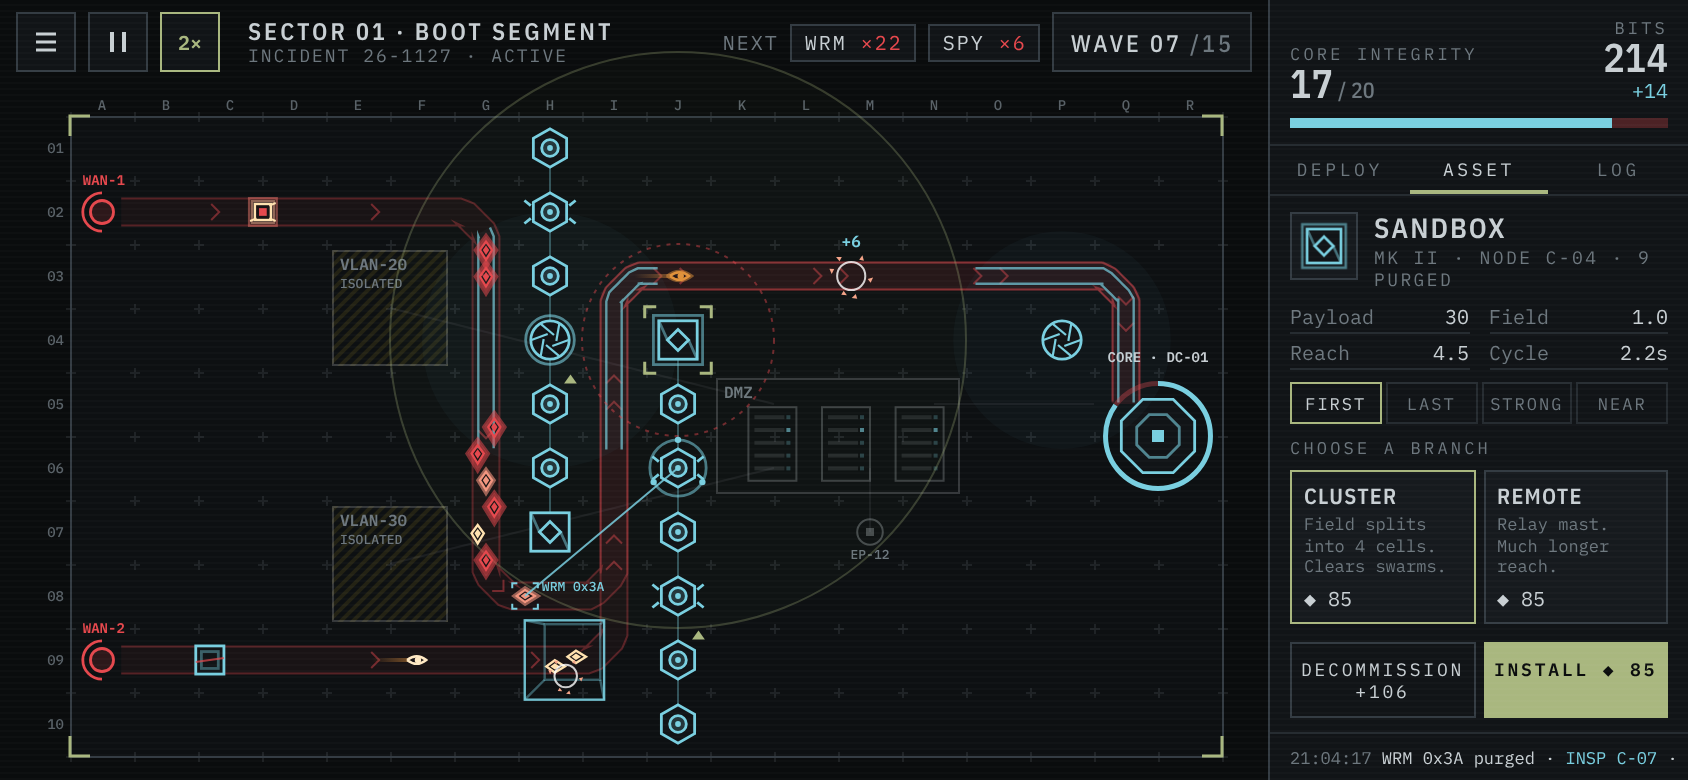 2×
SECTOR 01 · BOOT SEGMENT
INCIDENT 26-1127 · ACTIVE
NEXT WRM ×22 SPY ×6 WAVE 07 /15
A B C D E F G H I J K L M N O P Q R
01
02
03
04
05
06
07
08
09
10
WAN-1
VLAN-20
ISOLATED
+6
CORE · DC-01
DMZ
VLAN-30
ISOLATED
EP-12
WRM 0x3A
WAN-2
CORE INTEGRITY
17 / 20
BITS
214
+14
DEPLOY ASSET LOG
SANDBOX
MK II · NODE C-04 · 9
PURGED
Payload 30 Field 1.0
Reach 4.5 Cycle 2.2s
FIRST LAST STRONG NEAR
CHOOSE A BRANCH
CLUSTER
Field splits
into 4 cells.
Clears swarms.
◆ 85
REMOTE
Relay mast.
Much longer
reach.
◆ 85
DECOMMISSION
+106
INSTALL ◆ 85
21:04:17 WRM 0x3A purged · INSP C-07 ·